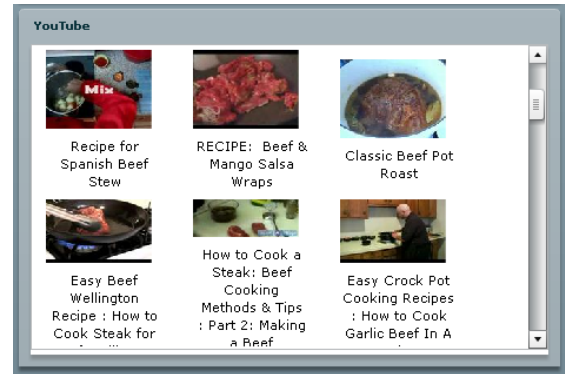 YouTube
Mix
Recipe for
Spanish Beef
Stew
RECIPE: Beef &
Mango Salsa
Wraps
Classic Beef Pot
Roast
Easy Beef
Wellington
Recipe : How to
Cook Steak for
How to Cook a
Steak: Beef
Cooking
Methods & Tips
: Part 2: Making
a Beef
Easy Crock Pot
Cooking Recipes
: How to Cook
Garlic Beef In A